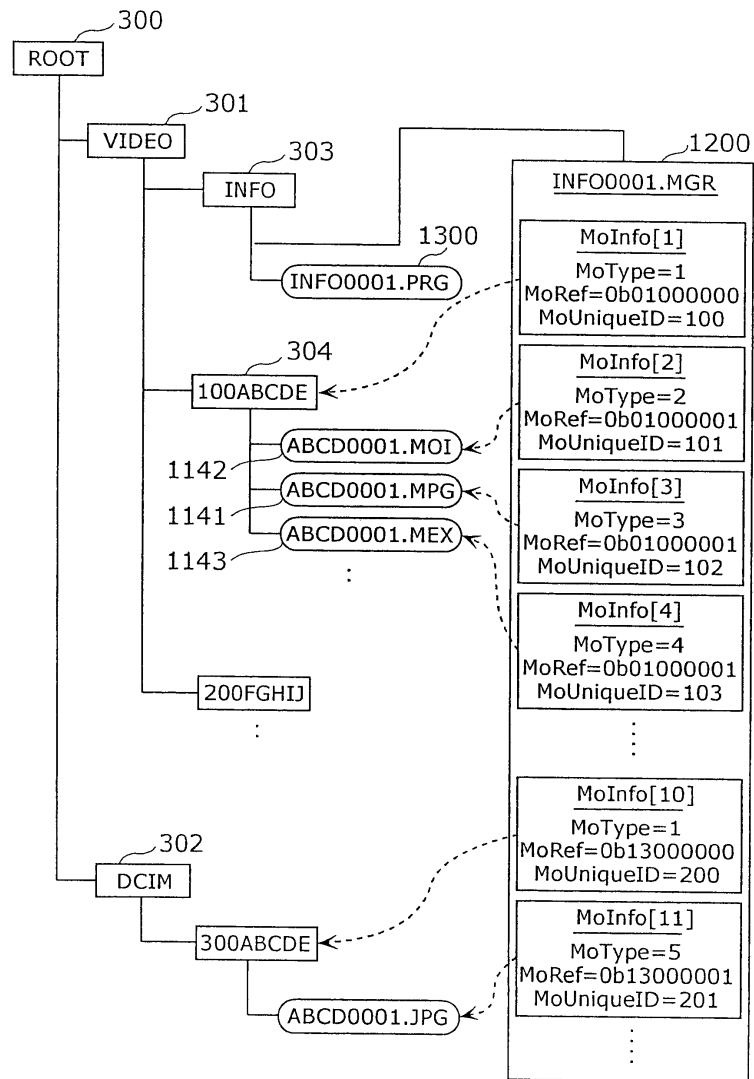 300
ROOT
301
VIDEO
303
INFO
1300
INFO0001.PRG
304
100ABCDE
ABCD0001.MOI
1142
ABCD0001.MPG
1141
ABCD0001.MEX
1143
200FGHIJ
302
DCIM
300ABCDE
ABCD0001.JPG
1200
INFO0001.MGR
MoInfo[1]
MoType=1
MoRef=0b01000000
MoUniqueID=100
MoInfo[2]
MoType=2
MoRef=0b01000001
MoUniqueID=101
MoInfo[3]
MoType=3
MoRef=0b01000001
MoUniqueID=102
MoInfo[4]
MoType=4
MoRef=0b01000001
MoUniqueID=103
MoInfo[10]
MoType=1
MoRef=0b13000000
MoUniqueID=200
MoInfo[11]
MoType=5
MoRef=0b13000001
MoUniqueID=201